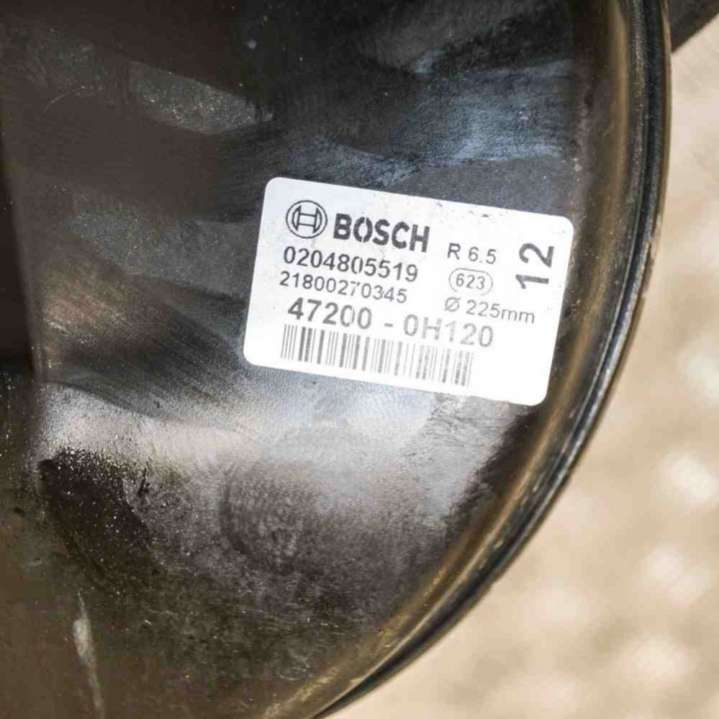 BOSCH R 6.5 12
0204805519 623
21800270345 Ø 225mm
47200 - 0H120